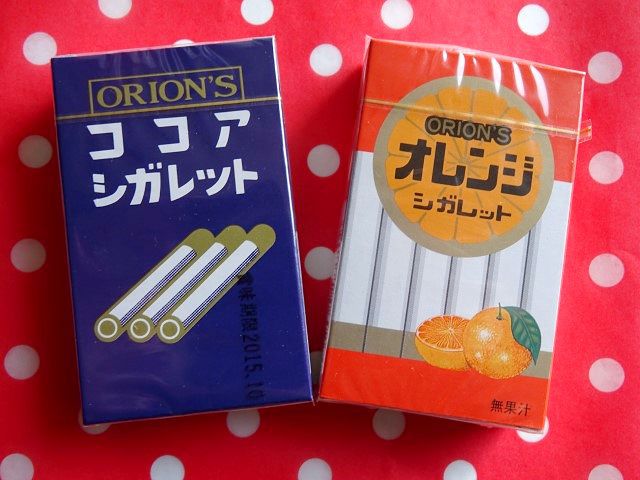 ORION'S
ココア
シガレット
賞味期限2015.10
ORION'S
オレンジ
シガレット
無果汁